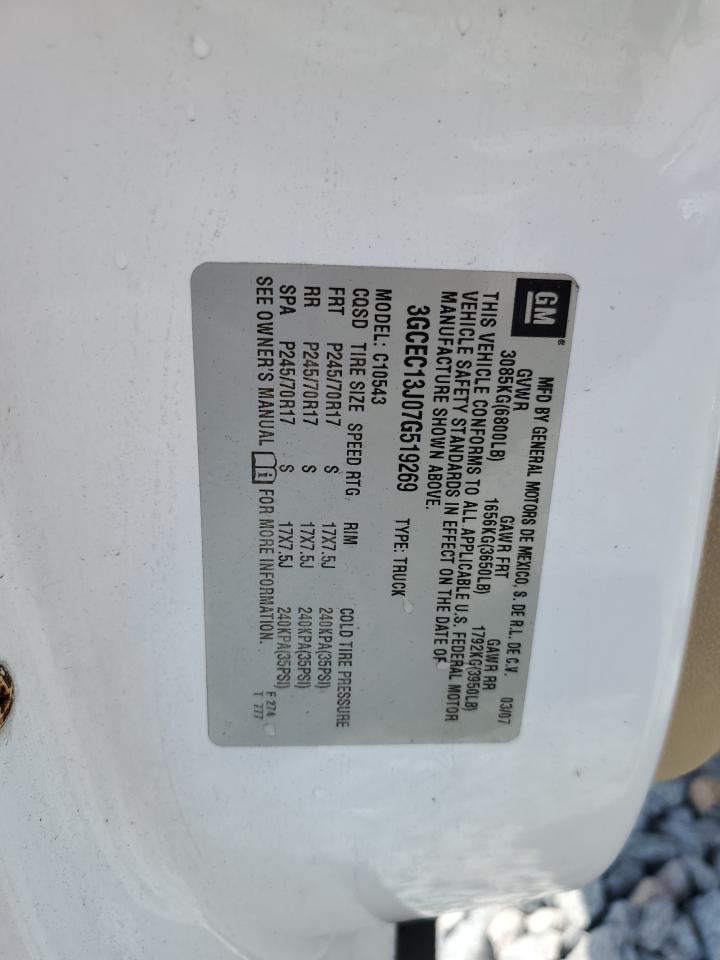 GM ®
MFD BY GENERAL MOTORS DE MEXICO, S. DE R.L. DE C.V. 03/07
GVWR GAWR FRT GAWR RR
3085KG(6800LB) 1656KG(3650LB) 1792KG(3950LB)
THIS VEHICLE CONFORMS TO ALL APPLICABLE U.S. FEDERAL MOTOR
VEHICLE SAFETY STANDARDS IN EFFECT ON THE DATE OF
MANUFACTURE SHOWN ABOVE.
3GCEC13J07G519269 TYPE: TRUCK
MODEL: C10543
CQSD TIRE SIZE SPEED RTG, RIM COLD TIRE PRESSURE
FRT P245/70R17 S 17X7.5J 240KPA(35PSI)
RR P245/70R17 S 17X7.5J 240KPA(35PSI)
SPA P245/70R17 S 17X7.5J 240KPA(35PSI)
SEE OWNER'S MANUAL FOR MORE INFORMATION.
F 274
T 777